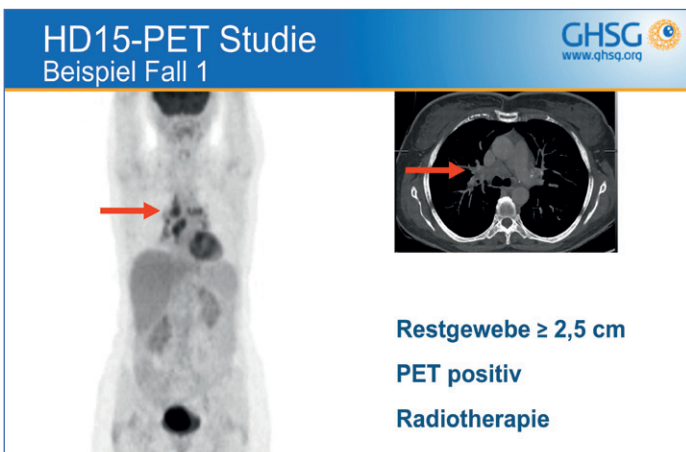 HD15-PET Studie
Beispiel Fall 1
GHSG
www.ghsg.org
Restgewebe ≥ 2,5 cm
PET positiv
Radiotherapie